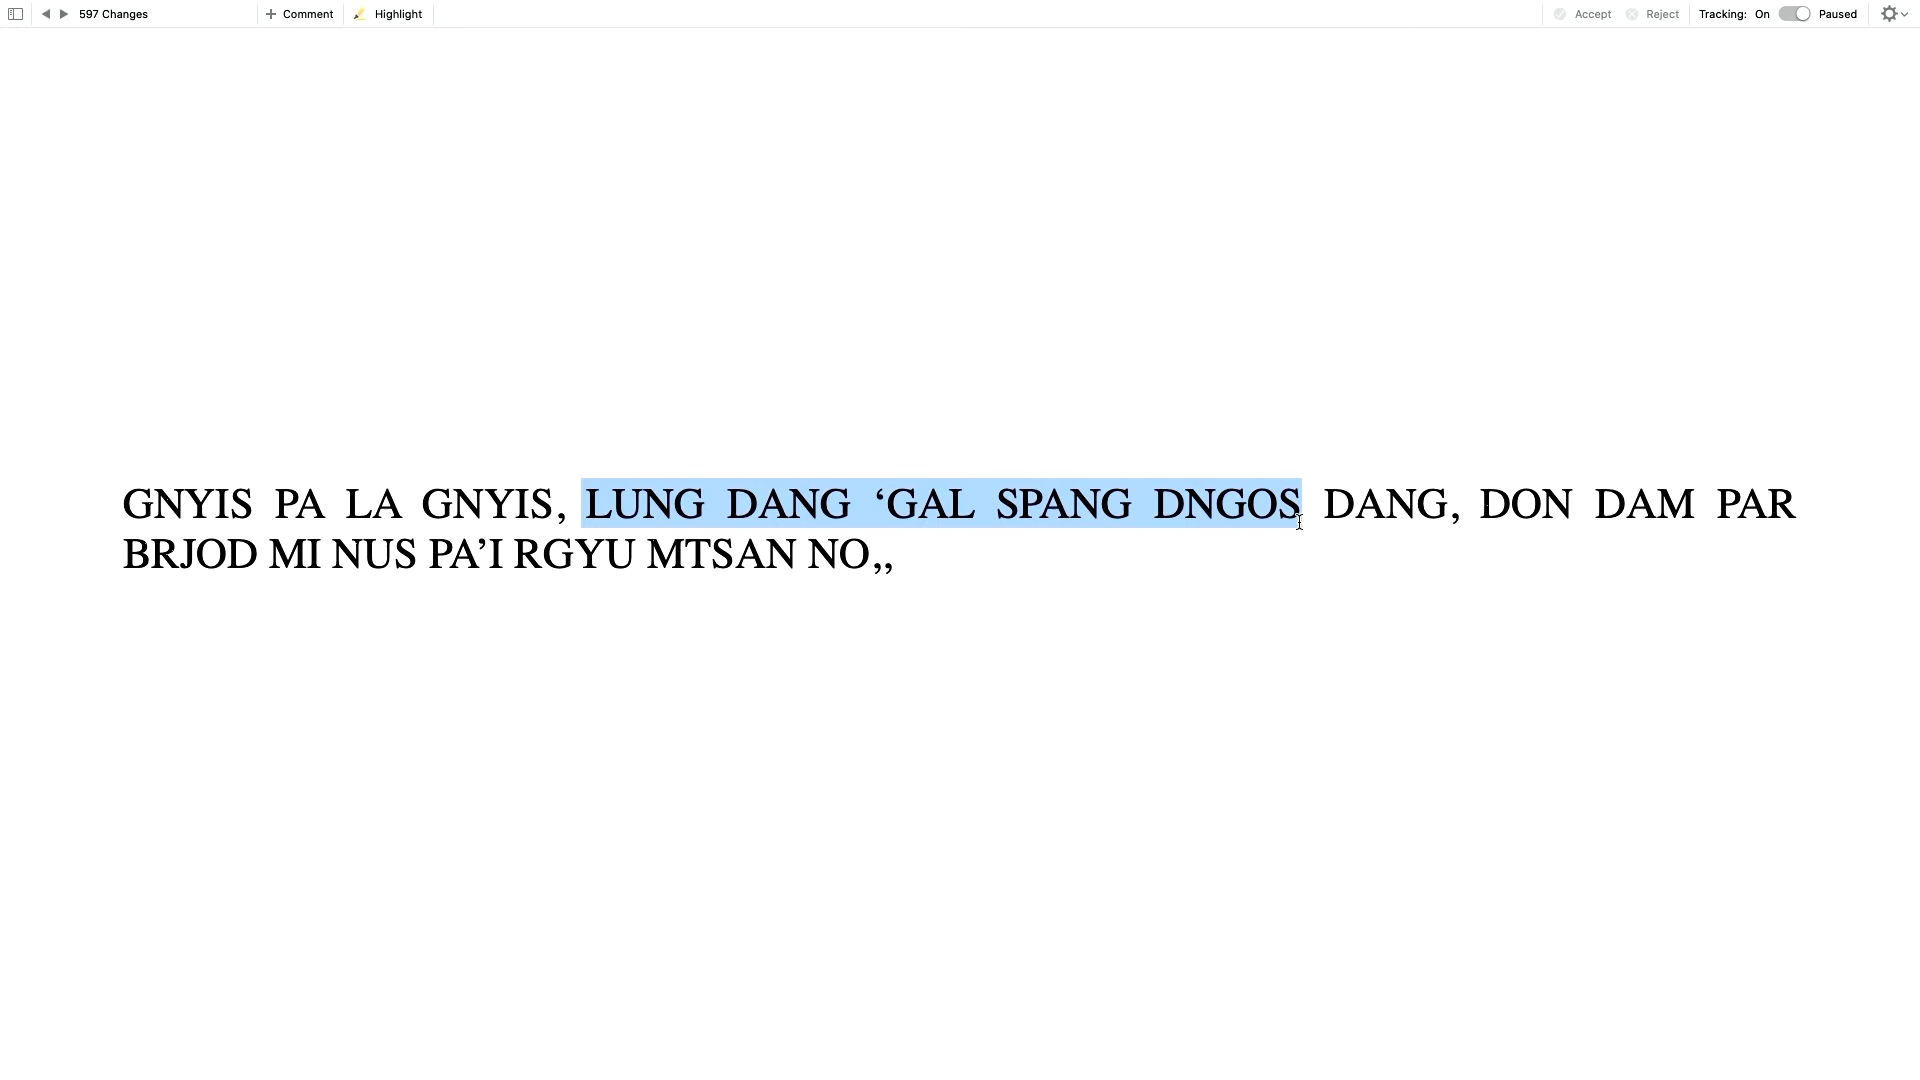 597 Changes
Comment
Highlight
Accept
Reject
Tracking: On
Paused
GNYIS PA LA GNYIS, LUNG DANG ‘GAL SPANG DNGOS DANG, DON DAM PAR
BRJOD MI NUS PA’I RGYU MTSAN NO,,